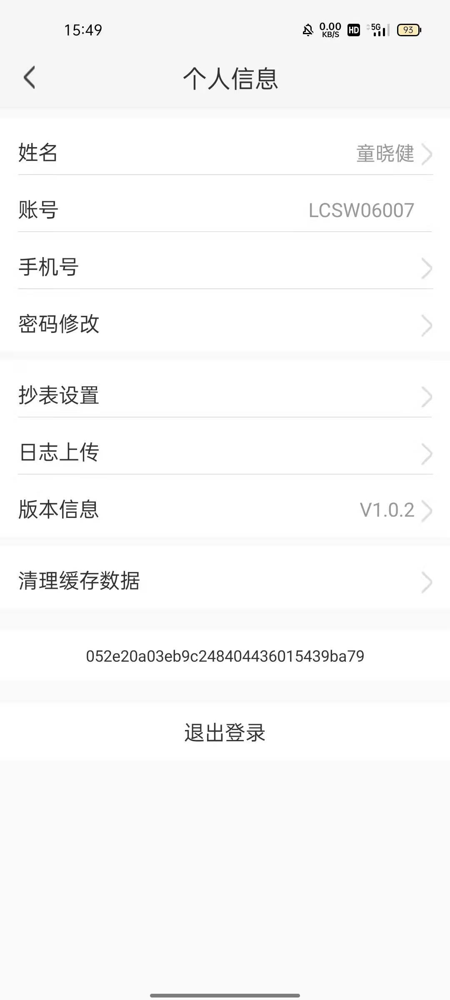 15:49
0.00
KB/S
HD
5G
93
个人信息
姓名
童晓健
账号
LCSW06007
手机号
密码修改
抄表设置
日志上传
版本信息
V1.0.2
清理缓存数据
052e20a03eb9c248404436015439ba79
退出登录